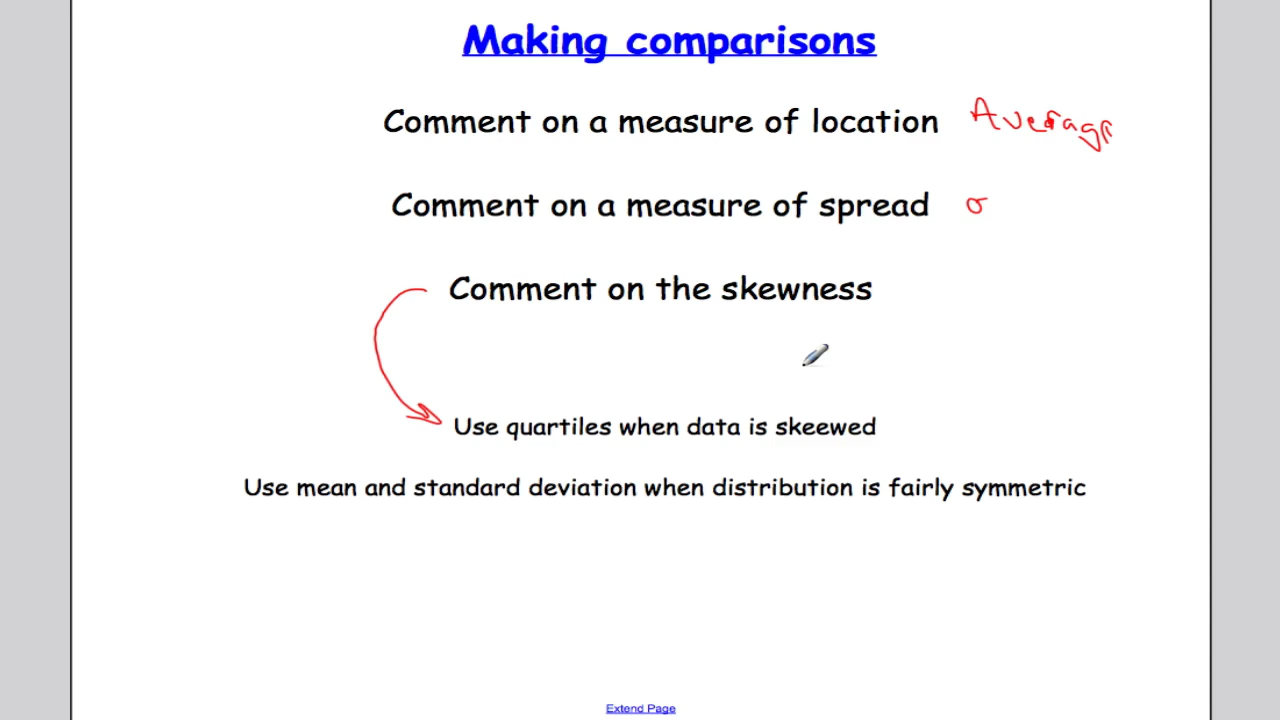 Making comparisons
Comment on a measure of location Average
Comment on a measure of spread σ
Comment on the skewness
Use quartiles when data is skeewed
Use mean and standard deviation when distribution is fairly symmetric
Extend Page